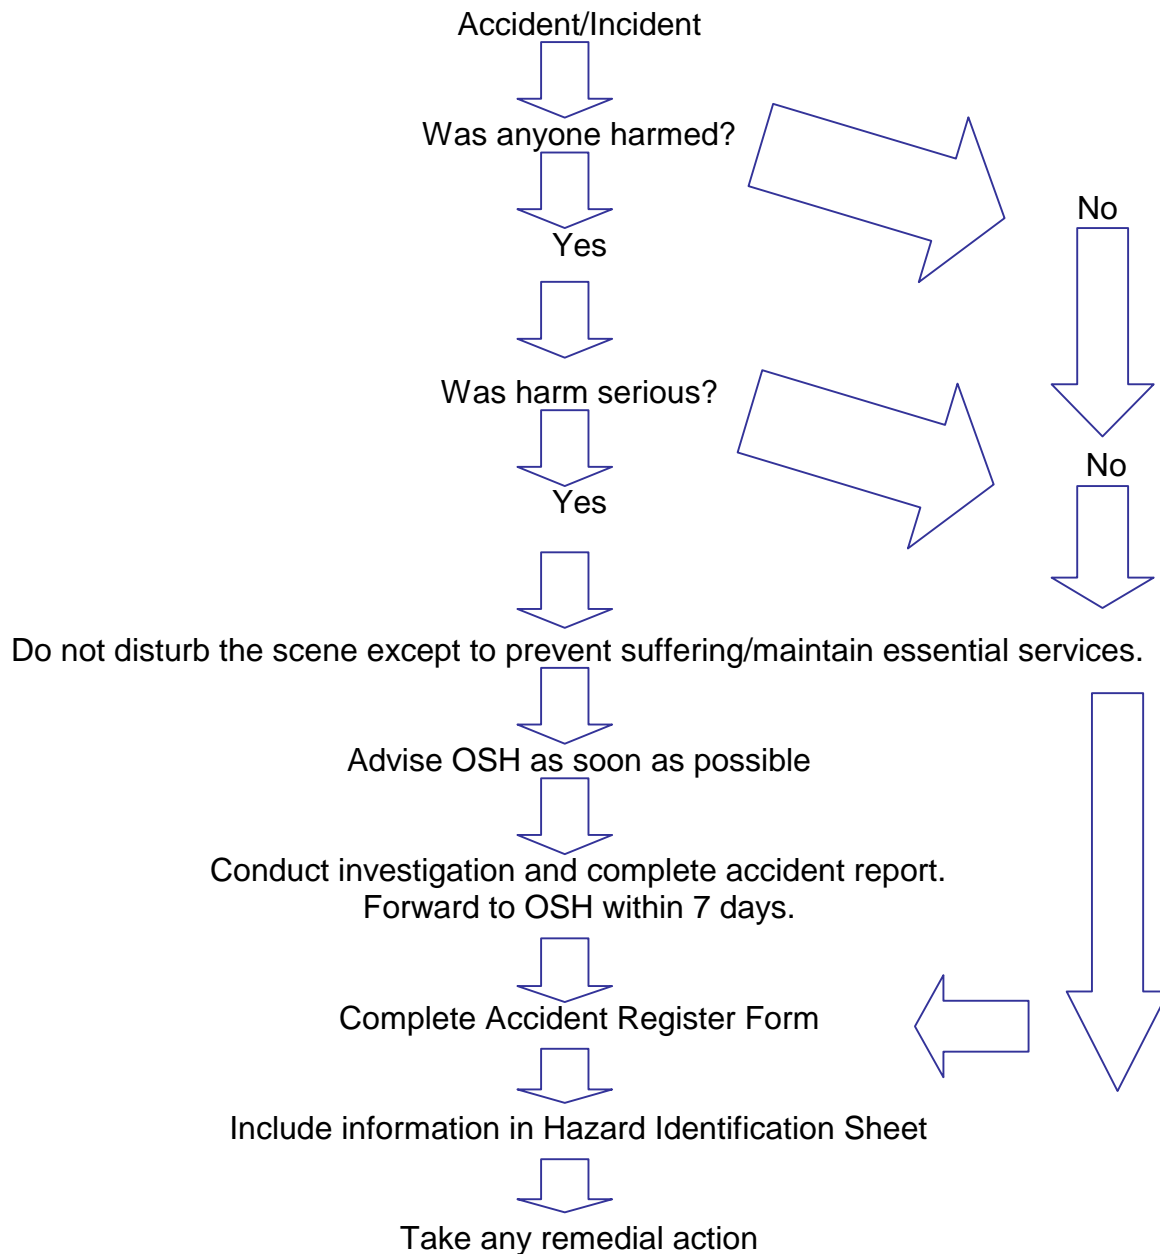 Accident/Incident
Was anyone harmed?
No
Yes
Was harm serious?
No
Yes
Do not disturb the scene except to prevent suffering/maintain essential services.
Advise OSH as soon as possible
Conduct investigation and complete accident report.
Forward to OSH within 7 days.
Complete Accident Register Form
Include information in Hazard Identification Sheet
Take any remedial action